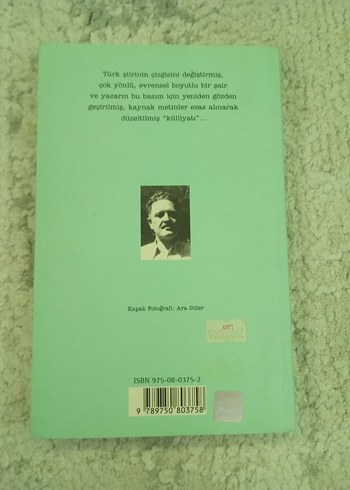 Türk şiirinin çizgisini değiştirmiş,
çok yönlü, evrensel boyutlu bir şair
ve yazarın bu basım için yeniden gözden
geçirilmiş, kaynak metinler esas alınarak
düzeltilmiş “külliyatı”...
Kapak Fotoğrafı: Ara Güler
ISBN 975-08-0375-2
9 789750 803758